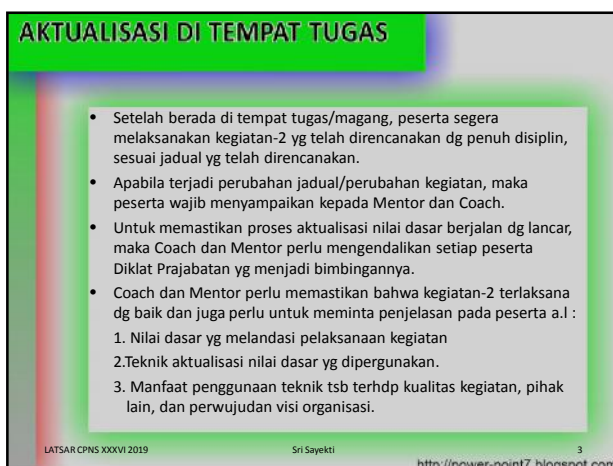 AKTUALISASI DI TEMPAT TUGAS
• Setelah berada di tempat tugas/magang, peserta segera
melaksanakan kegiatan-2 yg telah direncanakan dg penuh disiplin,
sesuai jadual yg telah direncanakan.
• Apabila terjadi perubahan jadual/perubahan kegiatan, maka
peserta wajib menyampaikan kepada Mentor dan Coach.
• Untuk memastikan proses aktualisasi nilai dasar berjalan dg lancar,
maka Coach dan Mentor perlu mengendalikan setiap peserta
Diklat Prajabatan yg menjadi bimbingannya.
• Coach dan Mentor perlu memastikan bahwa kegiatan-2 terlaksana
dg baik dan juga perlu untuk meminta penjelasan pada peserta a.l :
1. Nilai dasar yg melandasi pelaksanaan kegiatan
2.Teknik aktualisasi nilai dasar yg dipergunakan.
3. Manfaat penggunaan teknik tsb terhdp kualitas kegiatan, pihak
lain, dan perwujudan visi organisasi.
LATSAR CPNS XXXVI 2019 Sri Sayekti 3
http://power-point7.blogspot.com